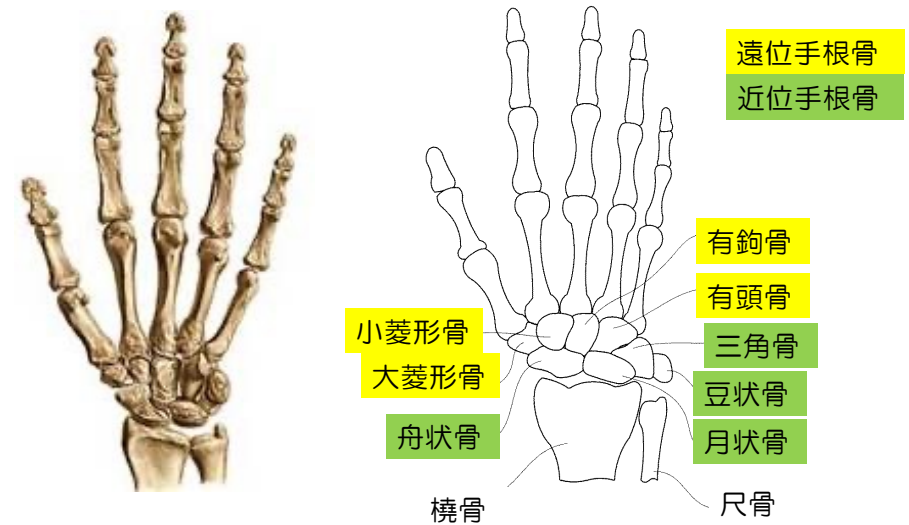 遠位手根骨
近位手根骨
有鉤骨
有頭骨
小菱形骨
三角骨
大菱形骨
豆状骨
舟状骨
月状骨
橈骨
尺骨